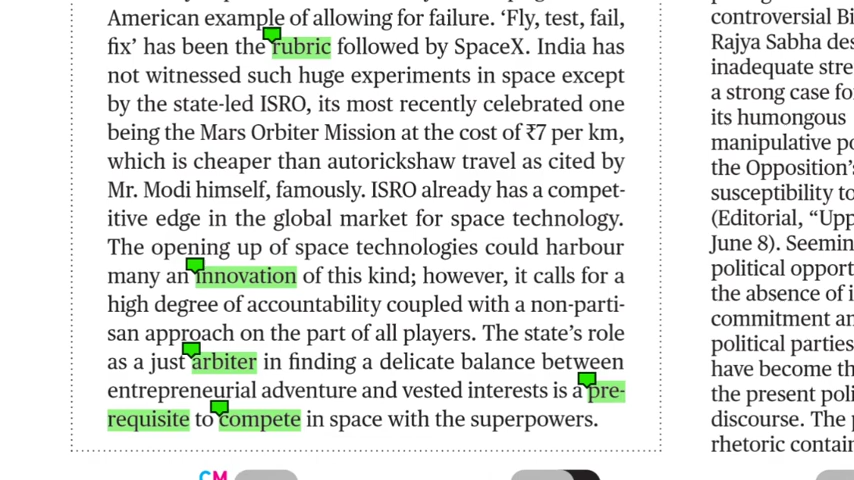 American example of allowing for failure. ‘Fly, test, fail,
fix’ has been the rubric followed by SpaceX. India has
not witnessed such huge experiments in space except
by the state-led ISRO, its most recently celebrated one
being the Mars Orbiter Mission at the cost of ₹7 per km,
which is cheaper than autorickshaw travel as cited by
Mr. Modi himself, famously. ISRO already has a compet-
itive edge in the global market for space technology.
The opening up of space technologies could harbour
many an innovation of this kind; however, it calls for a
high degree of accountability coupled with a non-parti-
san approach on the part of all players. The state’s role
as a just arbiter in finding a delicate balance between
entrepreneurial adventure and vested interests is a pre-
requisite to compete in space with the superpowers.
CM
controversial Bi
Rajya Sabha des
inadequate stre
a strong case fo
its humongous
manipulative po
the Opposition’s
susceptibility to
(Editorial, “Upp
June 8). Seemin
political opport
the absence of i
commitment an
political parties
have become th
the present poli
discourse. The p
rhetoric contain